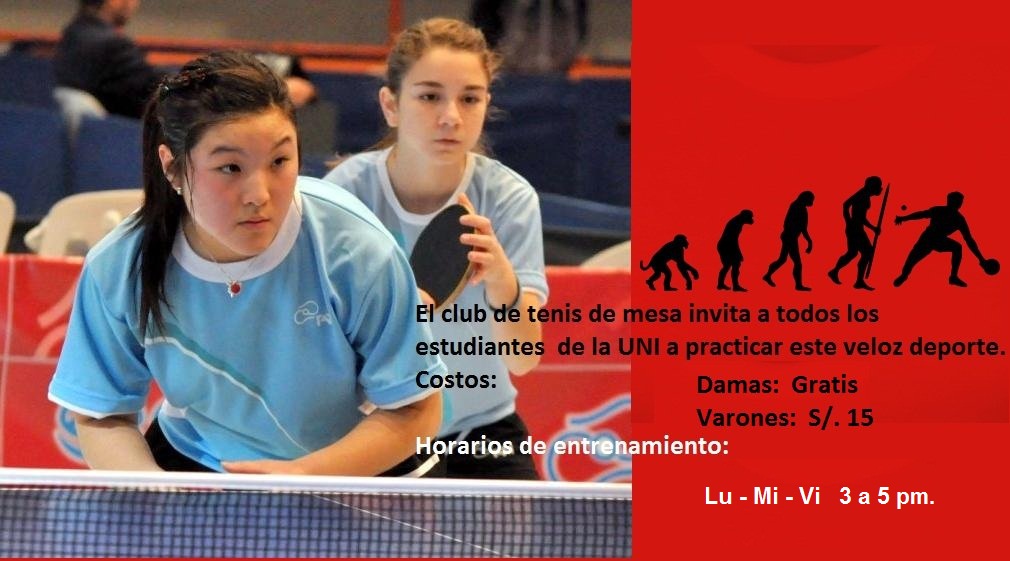 El club de tenis de mesa invita a todos los
estudiantes de la UNI a practicar este veloz deporte.
Costos:
Damas: Gratis
Varones: S/. 15
Horarios de entrenamiento:
Lu - Mi - Vi 3 a 5 pm.